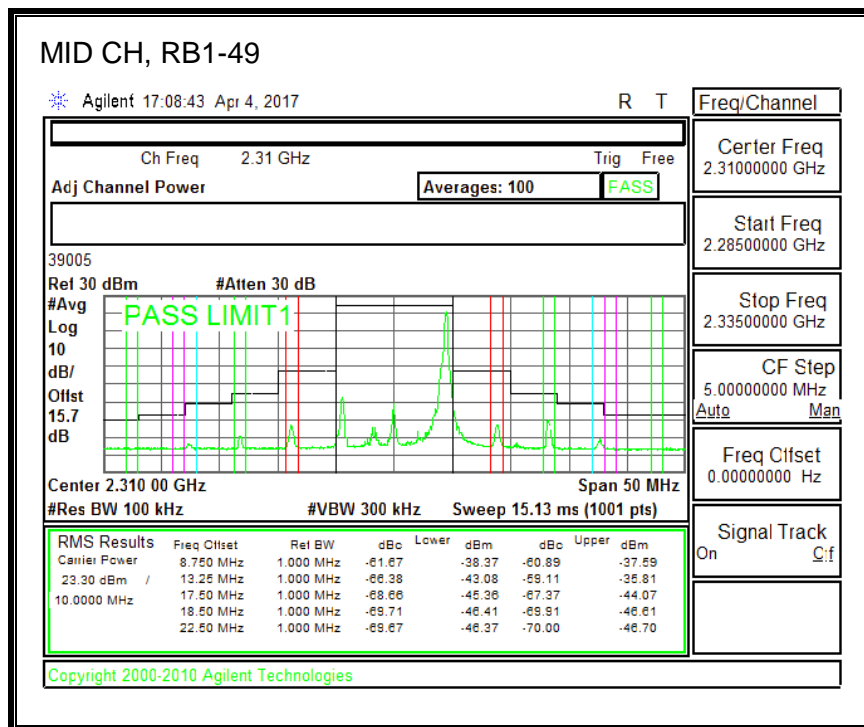 MID CH, RB1-49
Agilent 17:08:43 Apr 4, 2017 R T
Freq/Channel
Ch Freq 2.31 GHz Trig Free
Adj Channel Power Averages: 100 PASS
Center Freq
2.31000000 GHz
Start Freq
2.28500000 GHz
Stop Freq
2.33500000 GHz
CF Step
5.00000000 MHz
Auto Man
Freq Offset
0.00000000 Hz
Signal Track
On Off
39005
Ref 30 dBm #Atten 30 dB
#Avg
Log
10
dB/
Offst
15.7
dB
PASS LIMIT1
Center 2.310 00 GHz Span 50 MHz
#Res BW 100 kHz #VBW 300 kHz Sweep 15.13 ms (1001 pts)
RMS Results Freq Offset Ref BW dBc Lower dBm dBc Upper dBm
Carrier Power 8.750 MHz 1.000 MHz -61.67 -38.37 -60.89 -37.59
23.30 dBm / 13.25 MHz 1.000 MHz -66.38 -43.08 -59.11 -35.81
10.0000 MHz 17.50 MHz 1.000 MHz -68.66 -45.36 -67.37 -44.07
18.50 MHz 1.000 MHz -69.71 -46.41 -69.91 -46.61
22.50 MHz 1.000 MHz -69.67 -46.37 -70.00 -46.70
Copyright 2000-2010 Agilent Technologies